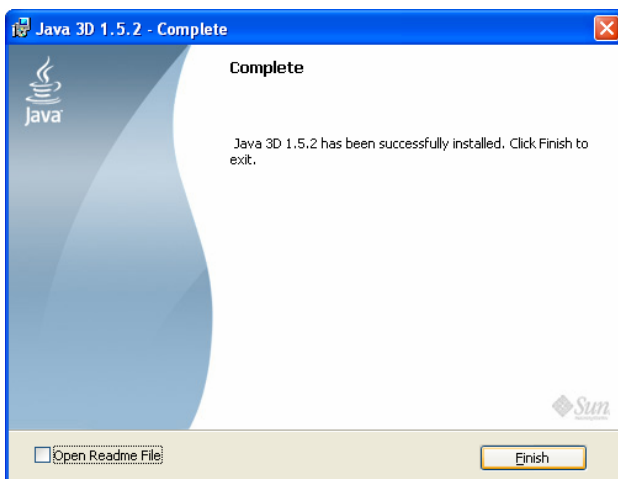 Java 3D 1.5.2 - Complete
Complete
Java
Java 3D 1.5.2 has been successfully installed. Click Finish to
exit.
Sun
Open Readme File
Finish